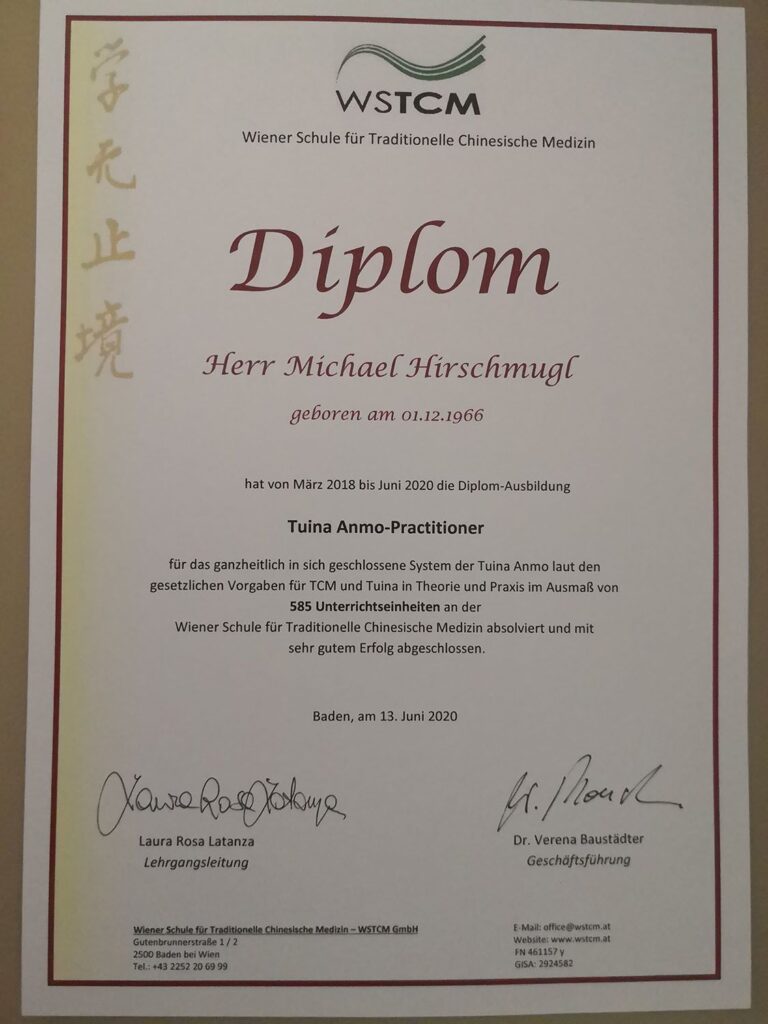 学无止境
WSTCM
Wiener Schule für Traditionelle Chinesische Medizin
Diplom
Herr Michael Hirschmugl
geboren am 01.12.1966
hat von März 2018 bis Juni 2020 die Diplom-Ausbildung
Tuina Anmo-Practitioner
für das ganzheitlich in sich geschlossene System der Tuina Anmo laut den
gesetzlichen Vorgaben für TCM und Tuina in Theorie und Praxis im Ausmaß von
585 Unterrichtseinheiten an der
Wiener Schule für Traditionelle Chinesische Medizin absolviert und mit
sehr gutem Erfolg abgeschlossen.
Baden, am 13. Juni 2020
Laura Rosa Latanza
Laura Rosa Latanza
Lehrgangsleitung
Dr. Verena Baustädter
Geschäftsführung
Wiener Schule für Traditionelle Chinesische Medizin – WSTCM GmbH
Gutenbrunnerstraße 1 / 2
2500 Baden bei Wien
Tel.: +43 2252 20 69 99
E-Mail: office@wstcm.at
Website: www.wstcm.at
FN 461157 y
GISA: 2924582